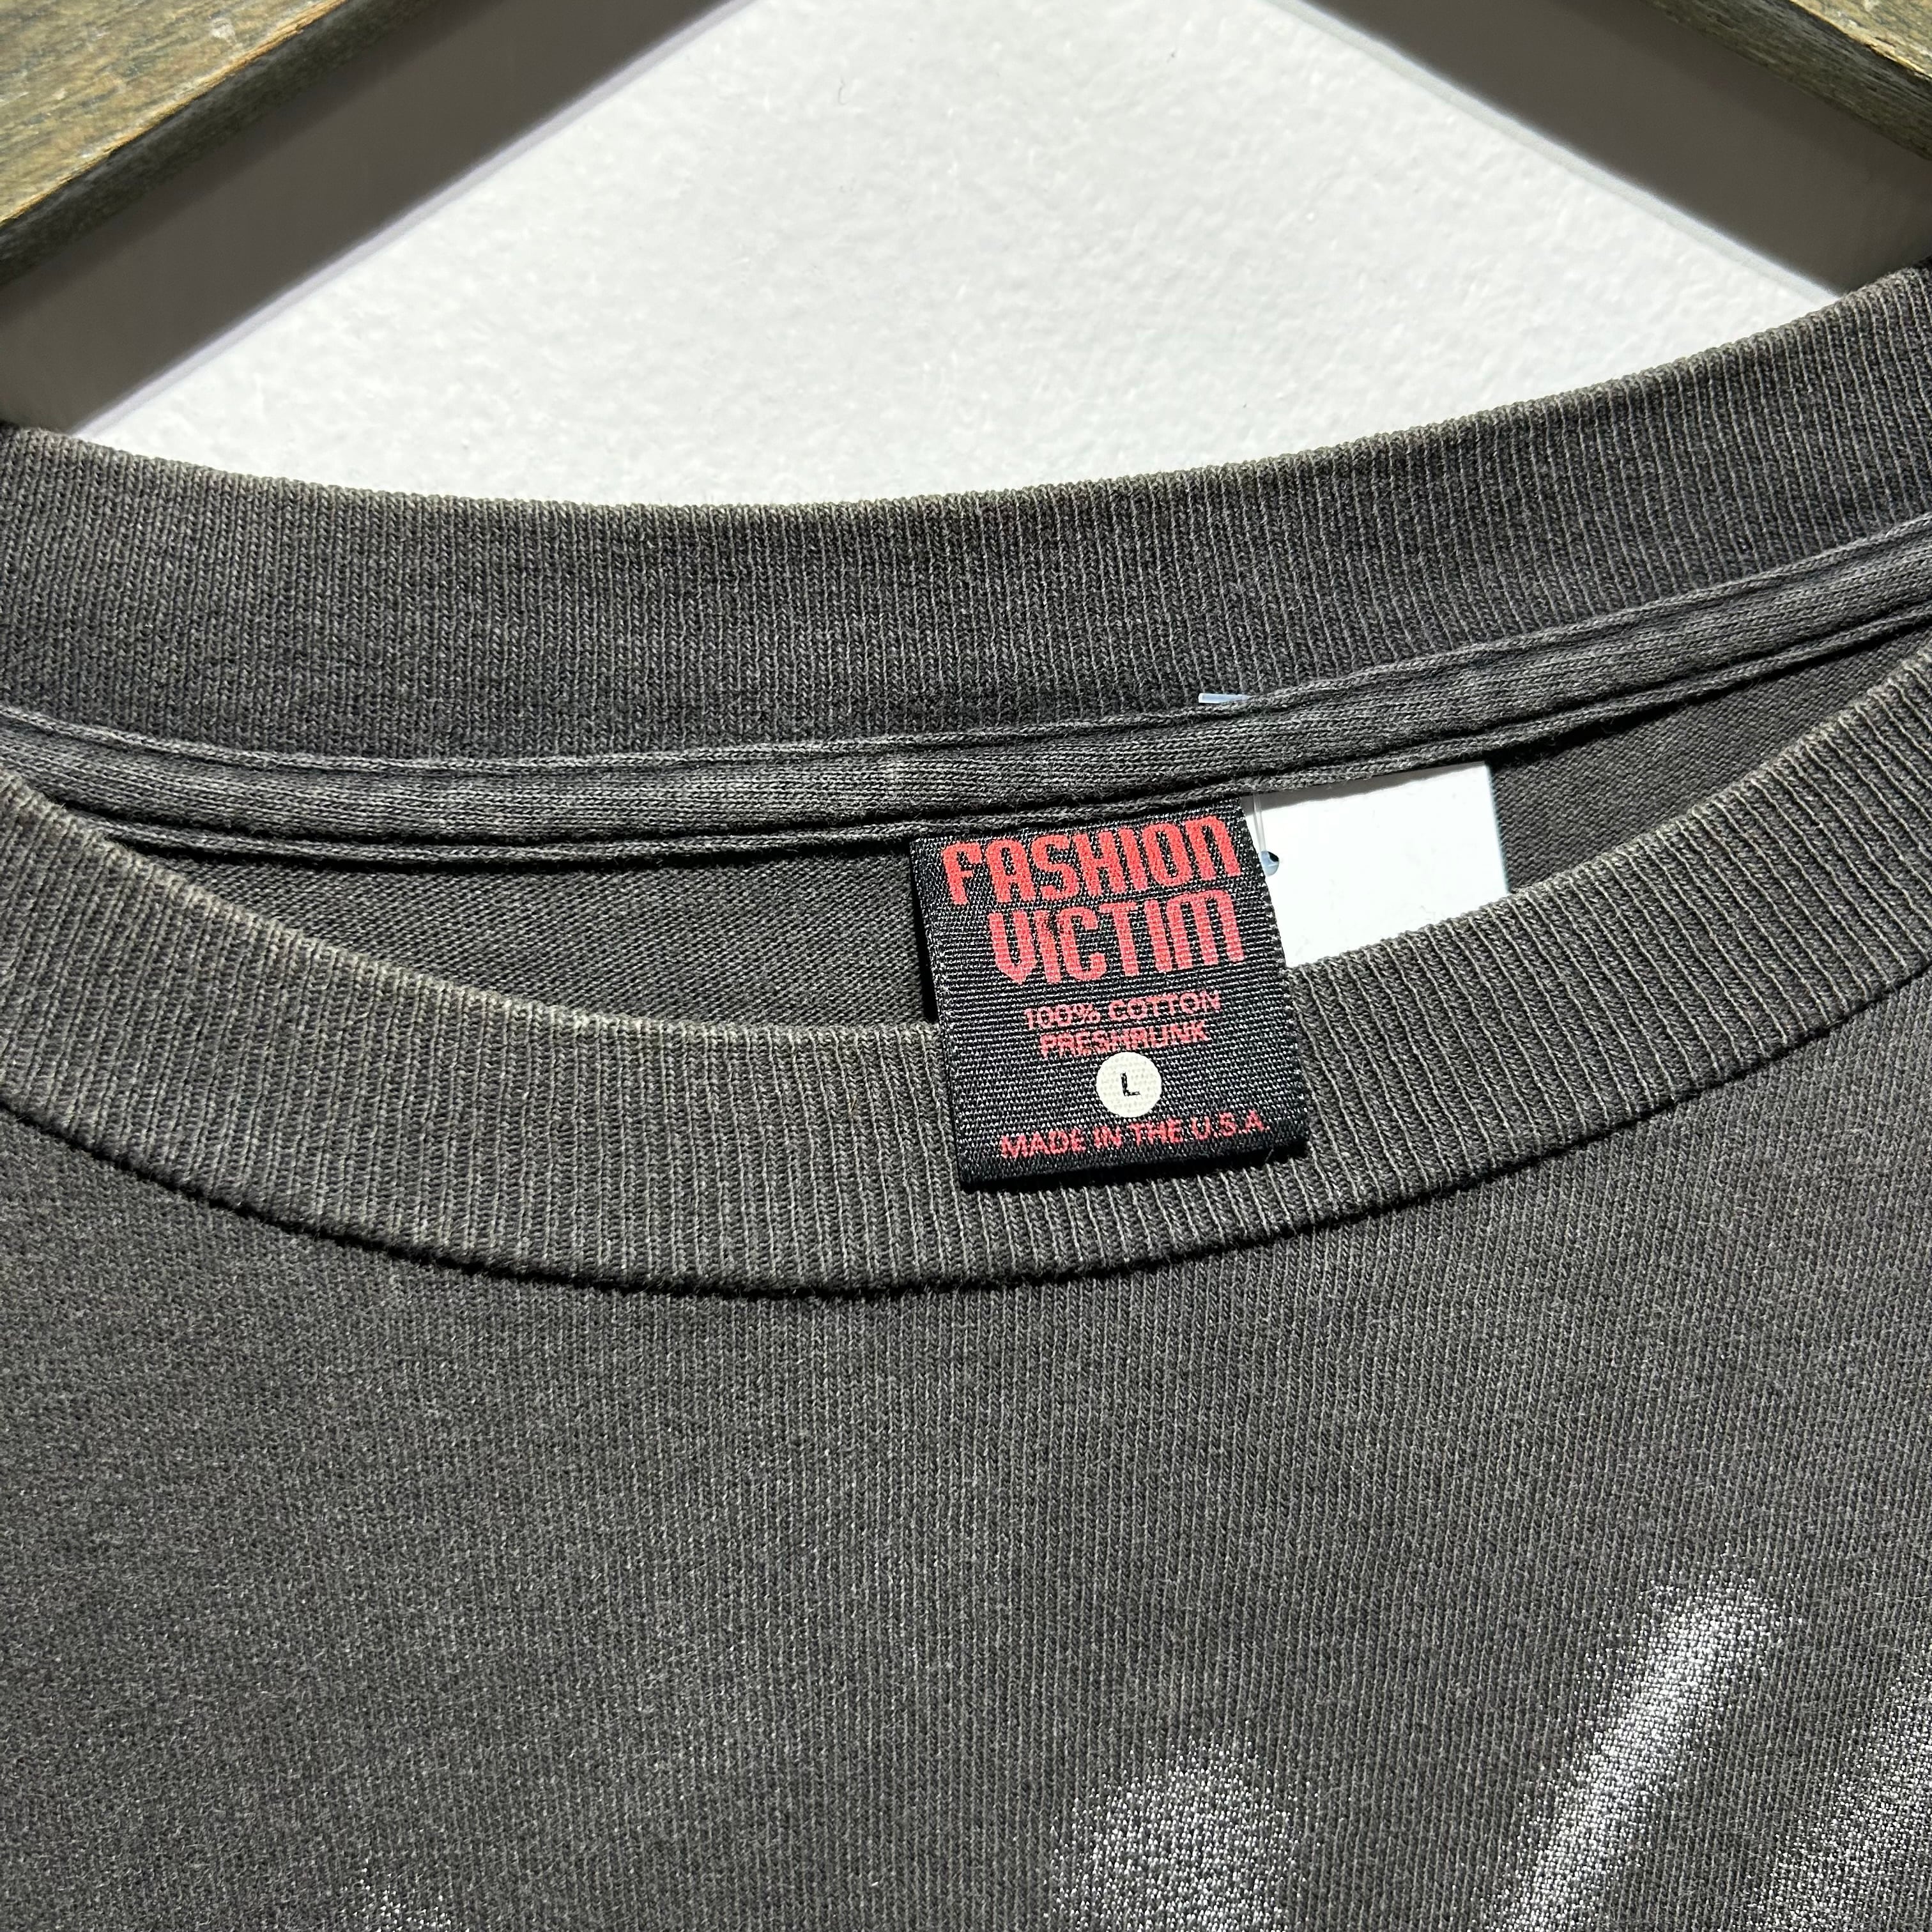 FASHION
VICTIM
100% COTTON
PRESHRUNK
L
MADE IN THE U.S.A